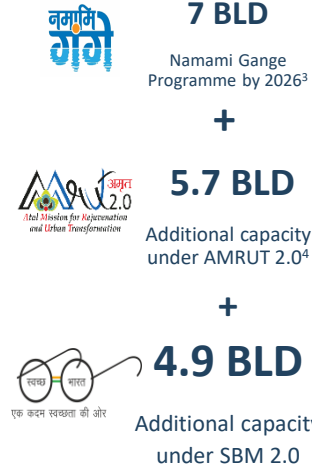 नमामि
गंगे
7 BLD
Namami Gange
Programme by 2026³
+
अमृत
AMRUT 2.0
Atal Mission for Rejuvenation
and Urban Transformation
5.7 BLD
Additional capacity
under AMRUT 2.0⁴
+
स्वच्छ भारत
एक कदम स्वच्छता की ओर
4.9 BLD
Additional capacity
under SBM 2.0